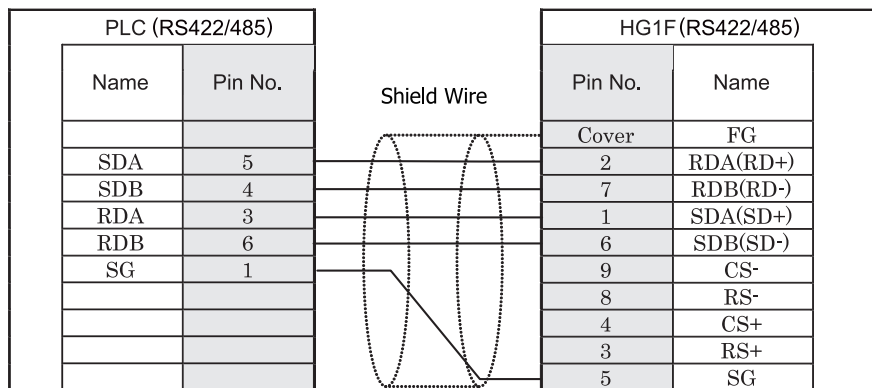 PLC (RS422/485) HG1F (RS422/485)
Name Pin No. Shield Wire Pin No. Name
Cover FG
SDA 5 2 RDA(RD+)
SDB 4 7 RDB(RD-)
RDA 3 1 SDA(SD+)
RDB 6 6 SDB(SD-)
SG 1 9 CS-
8 RS-
4 CS+
3 RS+
5 SG